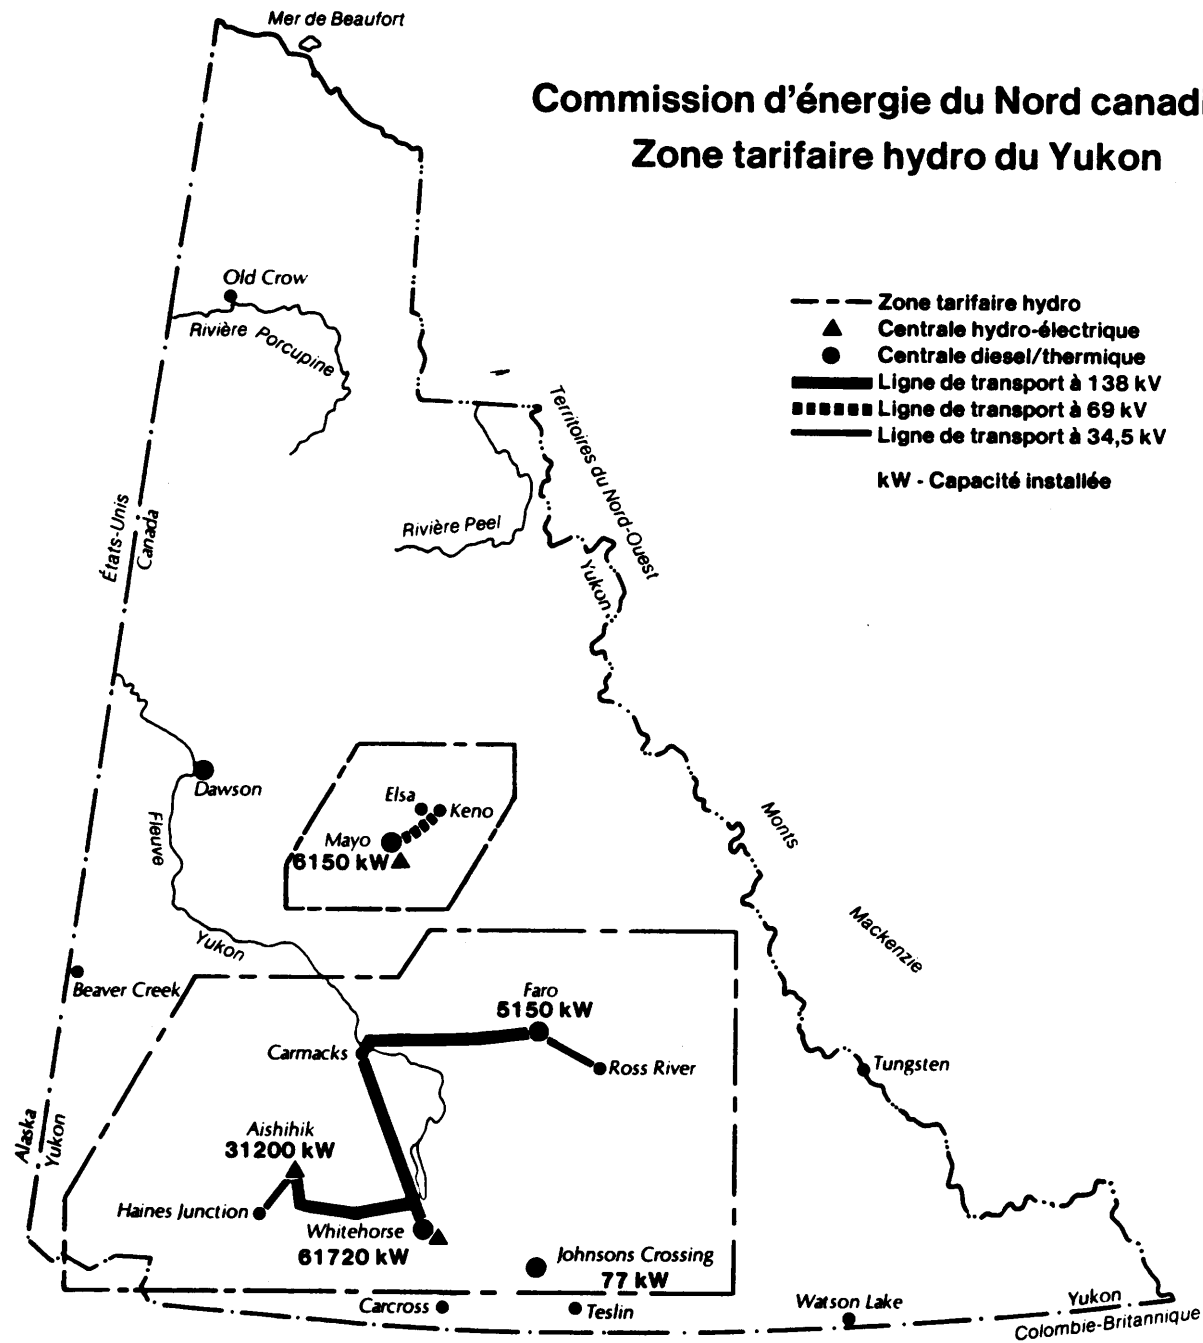 Mer de Beaufort
Commission d'énergie du Nord canad
Zone tarifaire hydro du Yukon
Old Crow
Rivière Porcupine
Zone tarifaire hydro
Centrale hydro-électrique
Centrale diesel/thermique
Ligne de transport à 138 kV
Ligne de transport à 69 kV
Ligne de transport à 34,5 kV
kW - Capacité installée
Territoires du Nord-Ouest
Yukon
Rivière Peel
États-Unis
Canada
Dawson
Fleuve
Yukon
Elsa
Keno
Mayo
6150 kW
Monts
Mackenzie
Beaver Creek
Faro
5150 kW
Carmacks
Ross River
Tungsten
Alaska
Yukon
Aishihik
31200 kW
Haines Junction
Whitehorse
61720 kW
Johnsons Crossing
77 kW
Carcross
Teslin
Watson Lake
Yukon
Colombie-Britannique